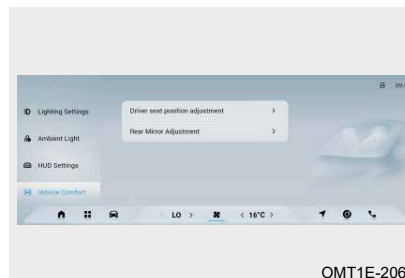 09:
Lighting Settings
Driver seat position adjustment >
Rear Mirror Adjustment >
Ambient Light
HUD Settings
Vehicle Comfort
LO > < 16°C >
OMT1E-206